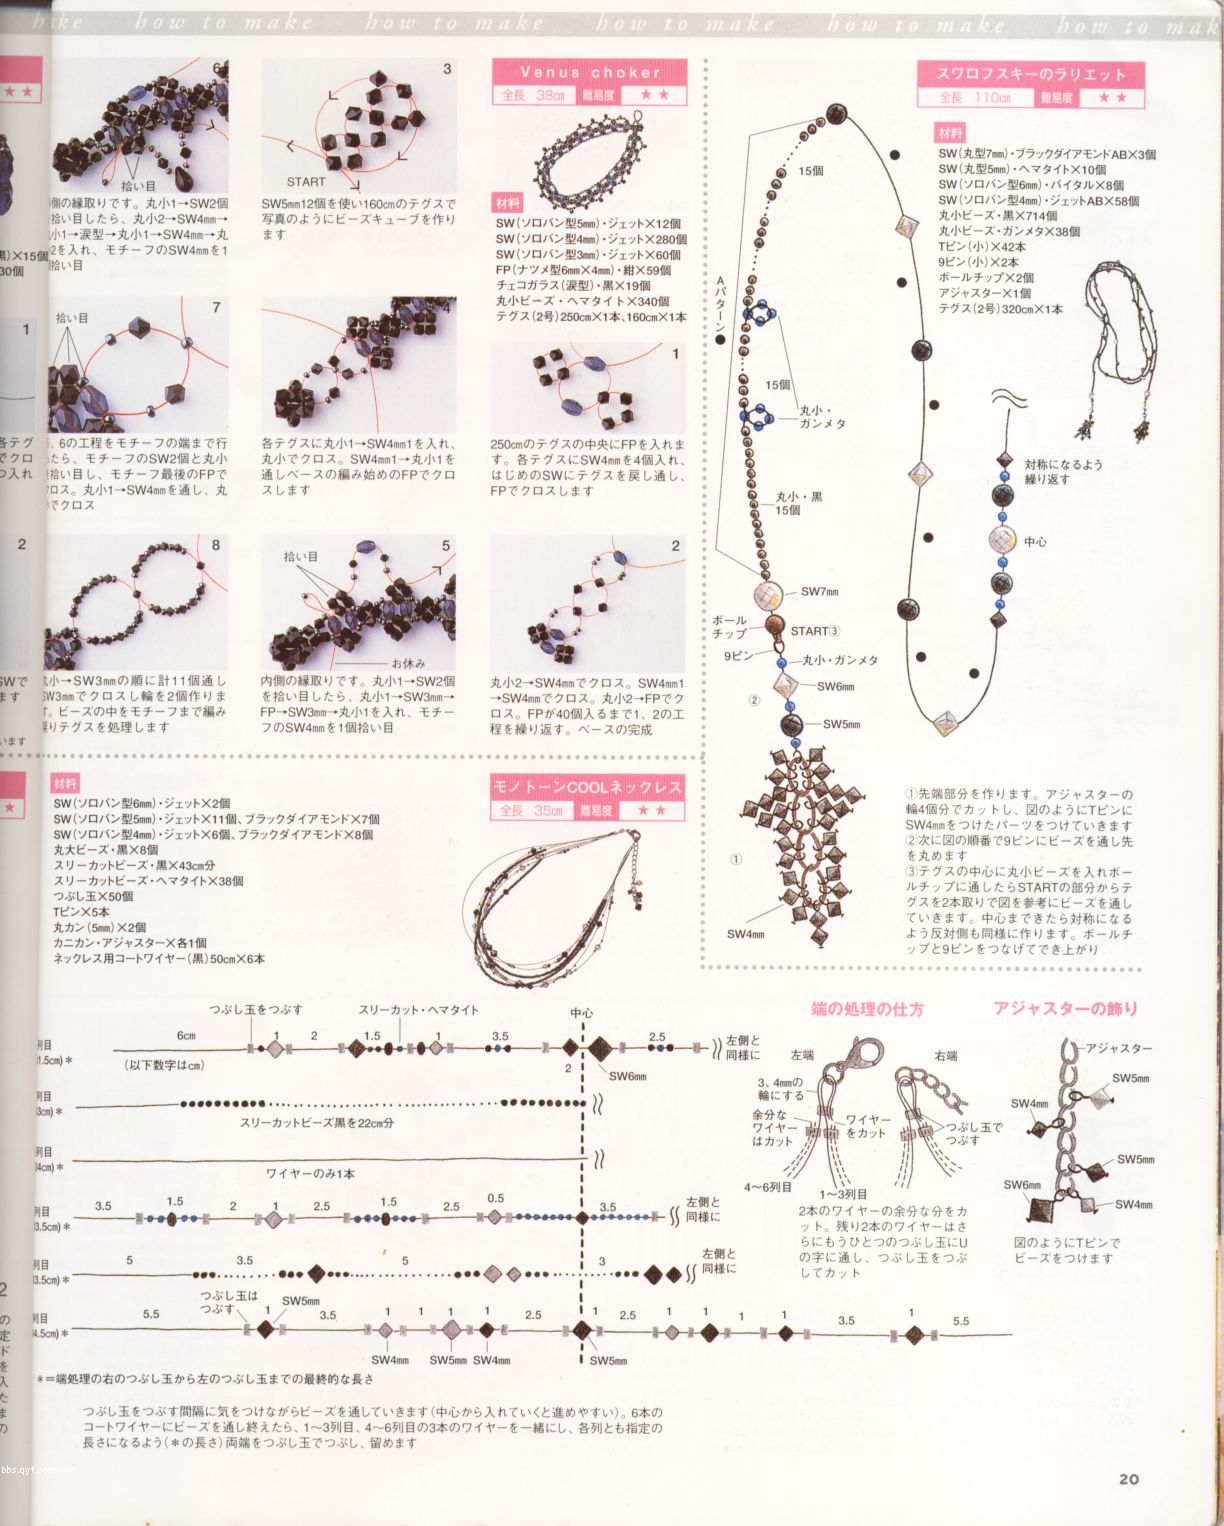 how to make how to make how to make how to make
6
拾い目
側の縁取りです。丸小1→SW2個
拾い目したら、丸小2→SW4mm→
丸小1→涙型→丸小1→SW4mm→丸
2を入れ、モチーフのSW4mmを1
拾い目
3
START
SW5mm12個を使い160cmのテグスで
写真のようにビーズキューブを作り
ます
7
拾い目
、6の工程をモチーフの端まで行
たら、モチーフのSW2個と丸小
拾い目し、モチーフ最後のFPで
クロス。丸小1→SW4mmを通し、丸
でクロス
4
各テグスに丸小1→SW4mm1を入れ、
丸小でクロス。SW4mm1→丸小1を
通しベースの編み始めのFPでクロ
スします
8
丸小→SW3mmの順に計11個通し
SW3mmでクロスし輪を2個作りま
す。ビーズの中をモチーフまで編み
戻りテグスを処理します
5
拾い目
お休み
内側の縁取りです。丸小1→SW2個
を拾い目したら、丸小1→SW3mm→
FP→SW3mm→丸小1を入れ、モチー
フのSW4mmを1個拾い目
Venus choker
全長 38cm 難易度 ★★
材料
SW(ソロバン型5mm)・ジェット×12個
SW(ソロバン型4mm)・ジェット×280個
SW(ソロバン型3mm)・ジェット×60個
FP(ナツメ型6mm×4mm)・紺×59個
チェコガラス(涙型)・黒×19個
丸小ビーズ・ヘマタイト×340個
テグス(2号)250cm×1本、160cm×1本
1
250cmのテグスの中央にFPを入れま
す。各テグスにSW4mmを4個入れ、
はじめのSWにテグスを戻し通し、
FPでクロスします
2
丸小2→SW4mmでクロス。SW4mm1
→SW4mmでクロス。丸小2→FPでク
ロス。FPが40個入るまで1、2の工
程を繰り返す。ベースの完成
スワロフスキーのラリエット
全長 110cm 難易度 ★★
材料
SW(丸型7mm)・ブラックダイアモンドAB×3個
SW(丸型5mm)・ヘマタイト×10個
SW(ソロバン型6mm)・バイタル×8個
SW(ソロバン型4mm)・ジェットAB×58個
丸小ビーズ・黒×714個
丸小ビーズ・ガンメタ×38個
Tピン(小)×42本
9ピン(小)×2本
ボールチップ×2個
アジャスター×1個
テグス(2号)320cm×1本
15個
Aパターン●
15個
丸小・
ガンメタ
丸小・黒
15個
SW7mm
ボール
チップ
START③
9ピン
丸小・ガンメタ
SW6mm
②
SW5mm
①
SW4mm
対称になるよう
繰り返す
中心
①先端部分を作ります。アジャスターの
輪4個分でカットし、図のようにTピンに
SW4mmをつけたパーツをつけていきます
②次に図の順番で9ピンにビーズを通し先
を丸めます
③テグスの中心に丸小ビーズを入れボー
ルチップに通したらSTARTの部分からテ
グスを2本取りで図を参考にビーズを通し
ていきます。中心まできたら対称になる
よう反対側も同様に作ります。ボールチ
ップと9ピンをつなげてでき上がり
材料
SW(ソロバン型6mm)・ジェット×2個
SW(ソロバン型5mm)・ジェット×11個、ブラックダイアモンド×7個
SW(ソロバン型4mm)・ジェット×6個、ブラックダイアモンド×8個
丸大ビーズ・黒×8個
スリーカットビーズ・黒×43cm分
スリーカットビーズ・ヘマタイト×38個
つぶし玉×50個
Tピン×5本
丸カン(5mm)×2個
カニカン・アジャスター×各1個
ネックレス用コートワイヤー(黒)50cm×6本
モノトーンCOOLネックレス
全長 35cm 難易度 ★★
つぶし玉をつぶす
スリーカット・ヘマタイト
中心
列目
1.5cm)*
6cm 1 2 1.5 1 3.5 2.5
左側と
同様に
(以下数字はcm)
2
SW6mm
列目
3cm)*
スリーカットビーズ黒を22cm分
列目
4cm)*
ワイヤーのみ1本
列目
3.5cm)*
3.5 1.5 2 1 2.5 1.5 2.5 0.5 3.5
左側と
同様に
列目
3.5cm)*
5 3.5 5 3
左側と
同様に
つぶし玉は
つぶす
SW5mm
列目
4.5cm)*
5.5 1 3.5 1 1 1 1 2.5 1 2.5 1 1 1 1 3.5 1 5.5
SW4mm SW5mm SW4mm SW5mm
*=端処理の右のつぶし玉から左のつぶし玉までの最終的な長さ
つぶし玉をつぶす間隔に気をつけながらビーズを通していきます(中心から入れていくと進めやすい)。6本の
コートワイヤーにビーズを通し終えたら、1〜3列目、4〜6列目の3本のワイヤーを一緒にし、各列とも指定の
長さになるよう(*の長さ)両端をつぶし玉でつぶし、留めます
端の処理の仕方
左端
右端
3、4mmの
輪にする
余分な
ワイヤー
はカット
ワイヤー
をカット
つぶし玉で
つぶす
4〜6列目
1〜3列目
2本のワイヤーの余分な分をカ
ット。残り2本のワイヤーはさ
らにもうひとつのつぶし玉にU
の字に通し、つぶし玉をつぶ
してカット
アジャスターの飾り
アジャスター
SW5mm
SW4mm
SW5mm
SW6mm
SW4mm
図のようにTピンで
ビーズをつけます
20
bbs.qyf.com.cn